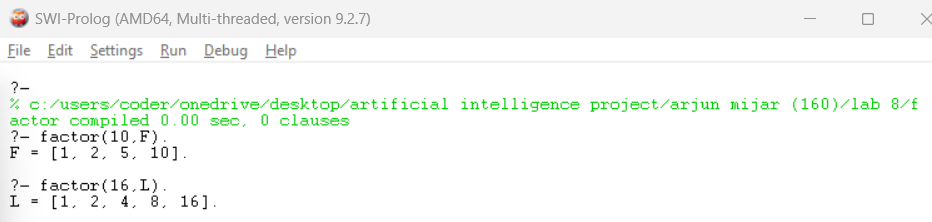 SWI-Prolog (AMD64, Multi-threaded, version 9.2.7)
File Edit Settings Run Debug Help
?-
% c:/users/coder/onedrive/desktop/artificial intelligence project/arjun mijar (160)/lab 8/f
actor compiled 0.00 sec, 0 clauses
?- factor(10,F).
F = [1, 2, 5, 10].
?- factor(16,L).
L = [1, 2, 4, 8, 16].